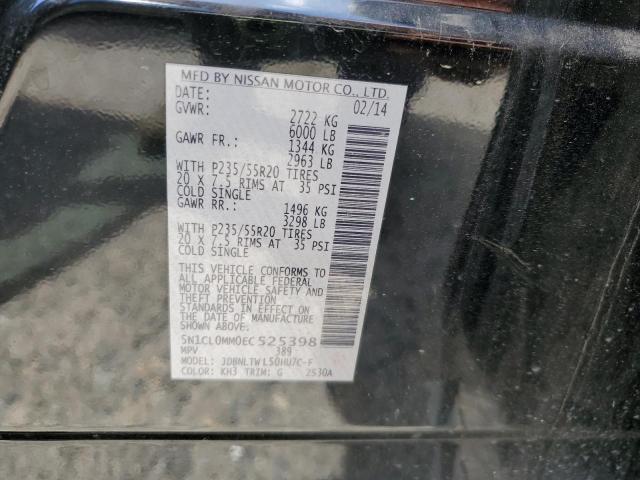 MFD BY NISSAN MOTOR CO., LTD.
DATE: 02/14
GVWR: 2722 KG
6000 LB
GAWR FR.: 1344 KG
2963 LB
WITH P235/55R20 TIRES
20 X 7.5 RIMS AT 35 PSI
COLD SINGLE
GAWR RR.: 1496 KG
3298 LB
WITH P235/55R20 TIRES
20 X 7.5 RIMS AT 35 PSI
COLD SINGLE
THIS VEHICLE CONFORMS TO
ALL APPLICABLE FEDERAL
MOTOR VEHICLE SAFETY AND
THEFT PREVENTION
STANDARDS IN EFFECT ON
THE DATE OF MANUFACTURE
SHOWN ABOVE.
5N1CL0MM0EC525398
MPV 389
MODEL: JDBNLTW L50HU7C-F
COLOR: KH3 TRIM: G 2530A